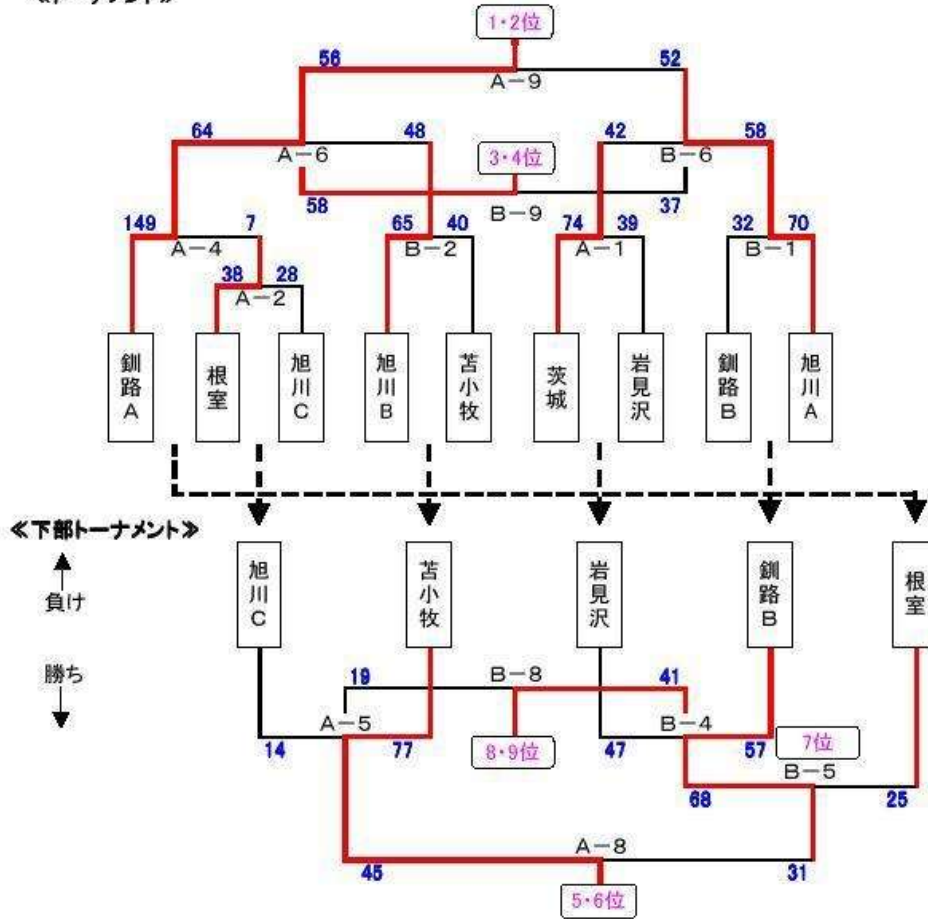 1・2位
56 52
A-9
64 48 42 58
A-6 3・4位 B-6
58 B-9 37
149 7 65 40 74 39 32 70
A-4 B-2 A-1 B-1
38 28
A-2
釧路A 根室 旭川C 旭川B 苫小牧 茨城 岩見沢 釧路B 旭川A
≪下部トーナメント≫
負け
勝ち
旭川C 苫小牧 岩見沢 釧路B 根室
19 B-8 41
A-5 B-4
14 77 8・9位 47 57 7位
B-5
68 25
A-8
45 31
5・6位